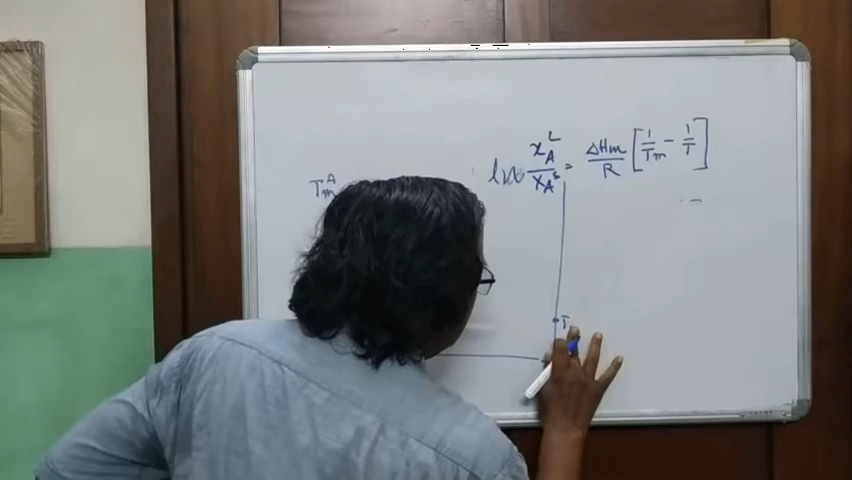 ln x_A^L / x_A^S = ΔHm / R [ 1/Tm - 1/T ]
T_m^A
T